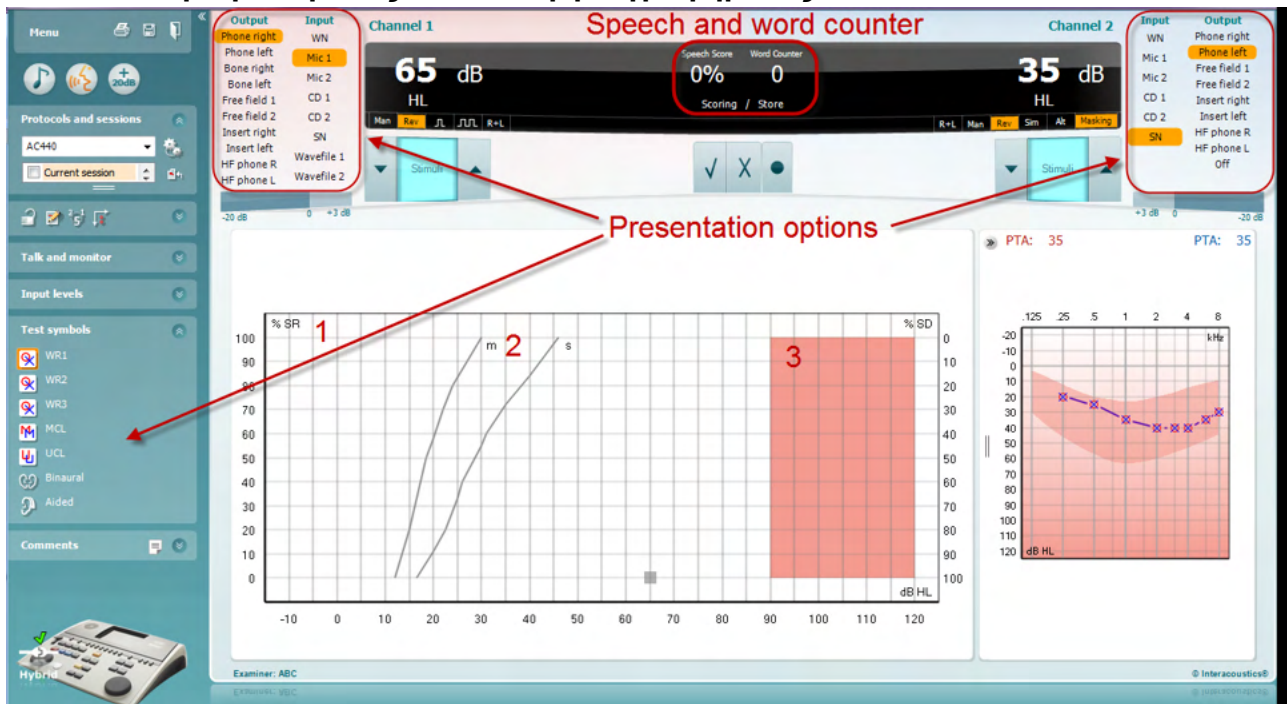 Menu
20dB
Protocols and sessions
AC440
Current session
Talk and monitor
Input levels
Test symbols
WR1
WR2
WR3
MCL
UCL
Binaural
Aided
Comments
Hybrid
Output Input
Phone right WN
Phone left Mic 1
Bone right Mic 2
Bone left CD 1
Free field 1 CD 2
Free field 2 SN
Insert right Wavefile 1
Insert left Wavefile 2
HF phone R
HF phone L
Channel 1
Speech and word counter
Channel 2
65 dB
HL
Man Rev R+L
Speech Score Word Counter
0% 0
Scoring / Store
35 dB
HL
R+L Man Rev Sim Alt Masking
Input Output
WN Phone right
Mic 1 Phone left
Mic 2 Free field 1
CD 1 Free field 2
CD 2 Insert right
SN Insert left
HF phone R
HF phone L
Off
Stimuli
Stimuli
-20 dB 0 +3 dB
+3 dB 0 -20 dB
Presentation options
PTA: 35 PTA: 35
% SR 1
m 2 s
3
% SD
100 0
90 10
80 20
70 30
60 40
50 50
40 60
30 70
20 80
10 90
0 100
dB HL
-10 0 10 20 30 40 50 60 70 80 90 100 110 120
.125 .25 .5 1 2 4 8
kHz
-20
-10
0
10
20
30
40
50
60
70
80
90
100
110
120
dB HL
Examiner: ABC
© Interacoustics®